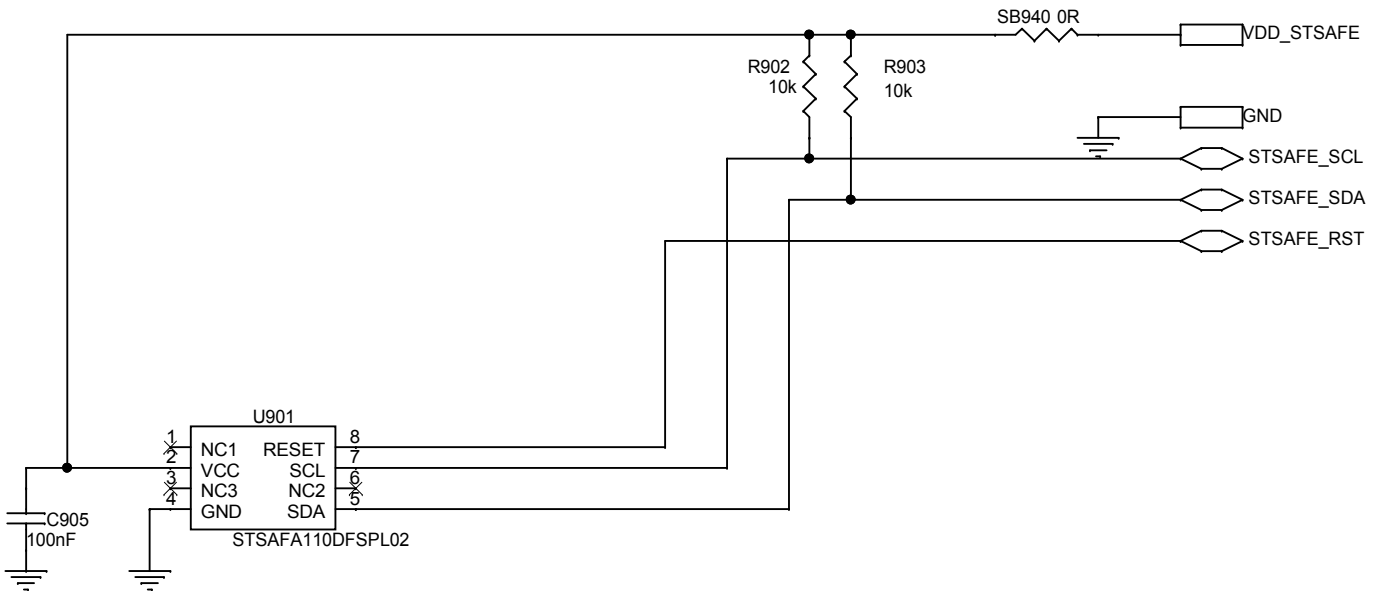 SB940 0R
VDD_STSAFE
R902
10k
R903
10k
GND
STSAFE_SCL
STSAFE_SDA
STSAFE_RST
U901
1 NC1 RESET 8
2 VCC SCL 7
3 NC3 NC2 6
4 GND SDA 5
C905
100nF
STSAFA110DFSPL02